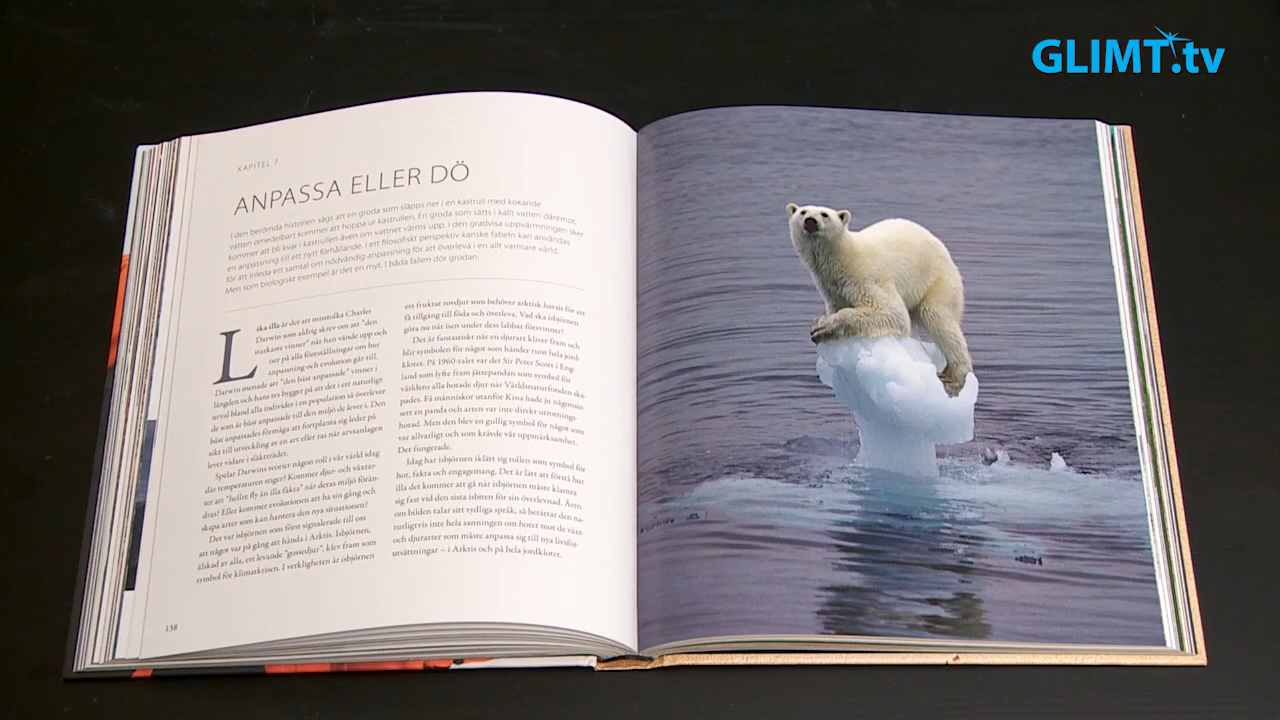 GLIMT.tv
KAPITEL 7
ANPASSA ELLER DÖ
I den berömda historien sägs att en groda som släpps ner i en kastrull med kokande
vatten omedelbart kommer att hoppa ur kastrullen. En groda som sätts i kallt vatten däremot,
kommer att bli kvar i kastrullen även om vattnet värms upp. I den gradvisa uppvärmningen sker
en anpassning till ett nytt förhållande. I ett filosofiskt perspektiv kanske fabeln kan användas
för att inleda ett samtal om nödvändig anpassning för att överleva i en allt varmare värld.
Men som biologiskt exempel är det en myt. I båda fallen dör grodan.
Lika illa är det att misstolka Charles
Darwin som aldrig skrev om att "den
starkaste vinner" när han vände upp och
ner på alla föreställningar om hur
anpassning och evolution går till.
Darwin menade att "den bäst anpassade" vinner i
längden och hans tes bygger på att det i ett naturligt
urval bland alla individer i en population så överlever
de som är bäst anpassade till den miljö de lever i. Den
bäst anpassades förmåga att fortplanta sig leder på
sikt till utveckling av en art eller ras när arvsanlagen
lever vidare i släktträdet.
Spelar Darwins teorier någon roll i vår värld idag
där temperaturen stiger? Kommer djur- och växtar-
ter att "hellre fly än illa fäkta" när deras miljö förän-
dras? Eller kommer evolutionen att ha sin gång och
skapa arter som kan hantera den nya situationen?
Det var isbjörnen som först signalerade till oss
att något var på gång att hända i Arktis. Isbjörnen,
älskad av alla, ett levande "gossedjur", klev fram som
symbol för klimatkrisen. I verkligheten är isbjörnen
ett fruktat rovdjur som behöver arktisk havsis för att
få tillgång till föda och överleva. Vad ska isbjörnen
göra nu när isen under dess labbar försvinner?
Det är fantastiskt när en djurart kliver fram och
blir symbolen för något som händer runt hela jord-
klotet. På 1960-talet var det Sir Peter Scott i Eng-
land som lyfte fram jättepandan som symbol för
världens alla hotade djur när Världsnaturfonden ska-
pades. Få människor utanför Kina hade ju någonsin
sett en panda och arten var inte direkt utrotnings-
hotad. Men den blev en gullig symbol för något som
var allvarligt och som krävde vår uppmärksamhet.
Det fungerade.
Idag har isbjörnen iklätt sig rollen som symbol för
hot, fakta och engagemang. Det är lätt att förstå hur
illa det kommer att gå när isbjörnen måste klamra
sig fast vid den sista isbiten för sin överlevnad. Även
om bilden talar sitt tydliga språk, så berättar den na-
turligtvis inte hela sanningen om hotet mot de växt-
och djurarter som måste anpassa sig till nya livsför-
utsättningar – i Arktis och på hela jordklotet.
138